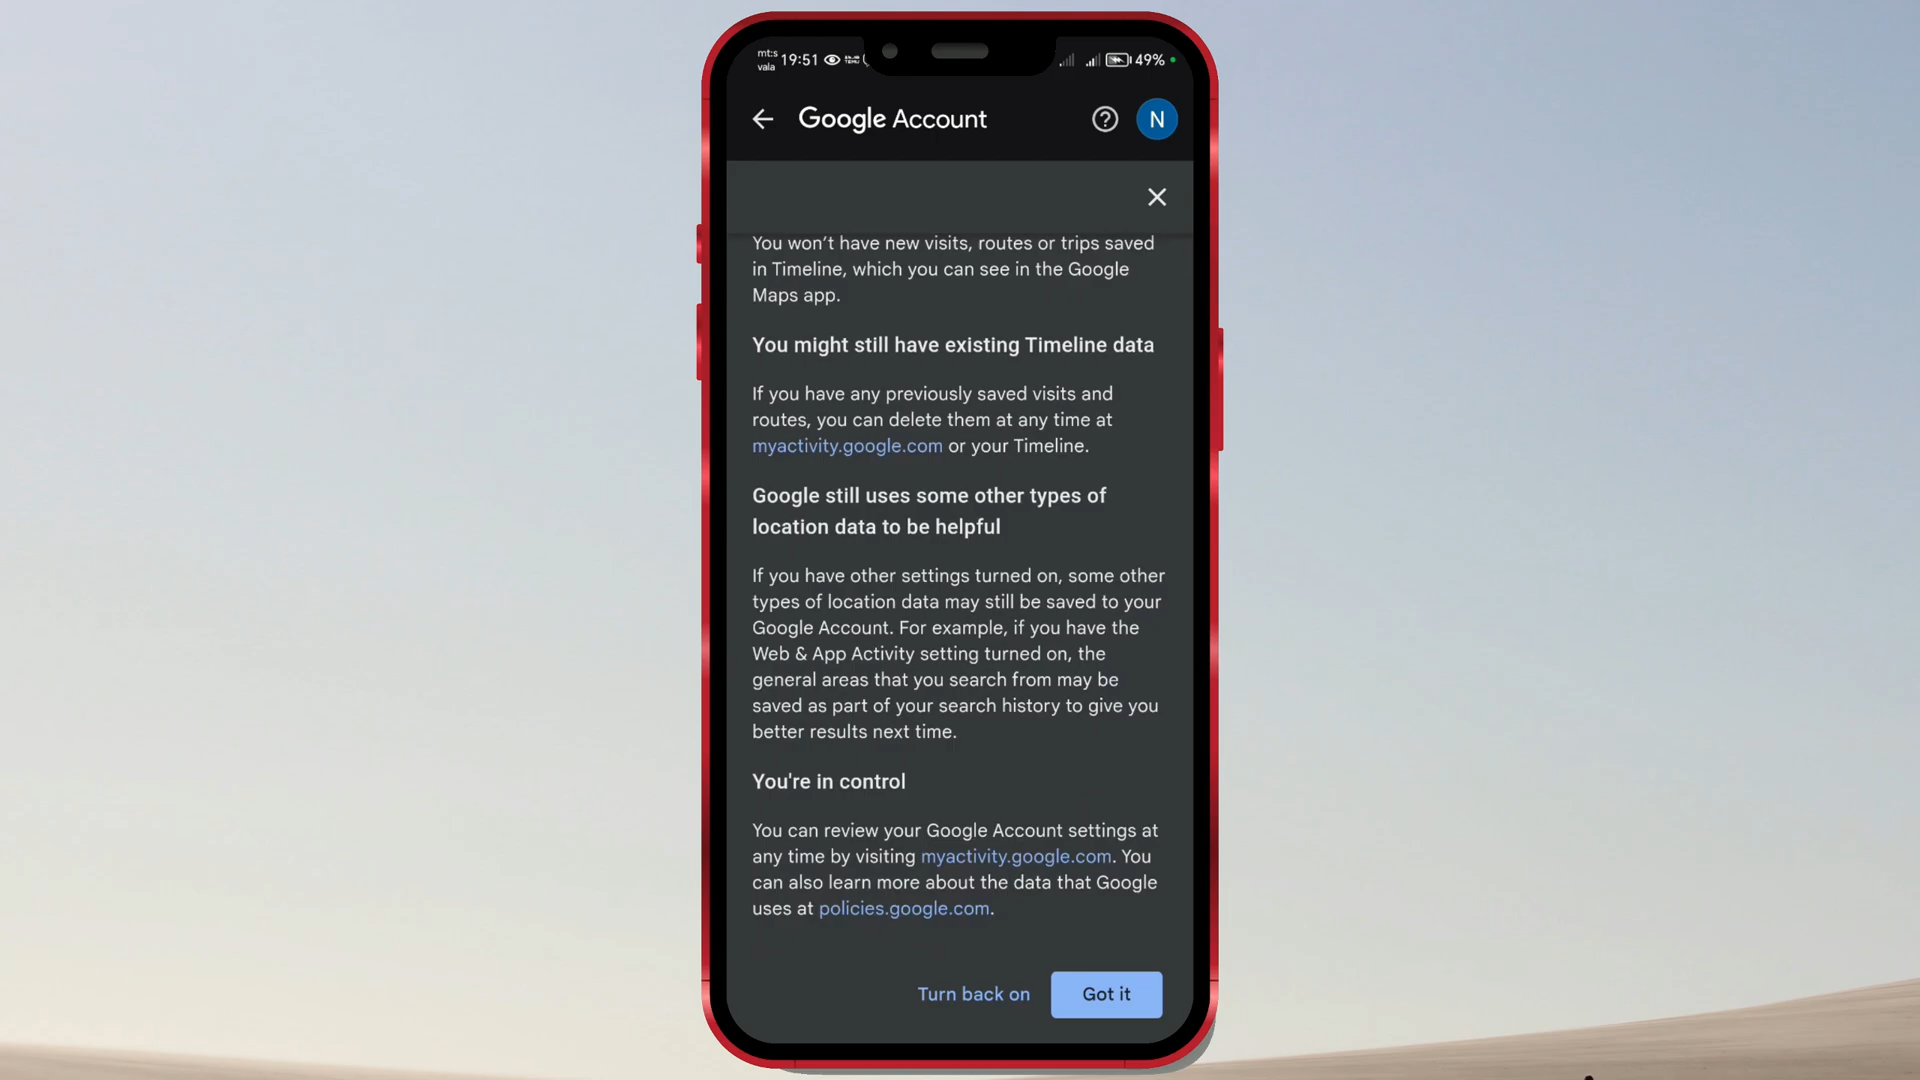 mt:s
vala
19:51
49%
Google Account
N
You won’t have new visits, routes or trips saved
in Timeline, which you can see in the Google
Maps app.
You might still have existing Timeline data
If you have any previously saved visits and
routes, you can delete them at any time at
myactivity.google.com or your Timeline.
Google still uses some other types of
location data to be helpful
If you have other settings turned on, some other
types of location data may still be saved to your
Google Account. For example, if you have the
Web & App Activity setting turned on, the
general areas that you search from may be
saved as part of your search history to give you
better results next time.
You're in control
You can review your Google Account settings at
any time by visiting myactivity.google.com. You
can also learn more about the data that Google
uses at policies.google.com.
Turn back on
Got it